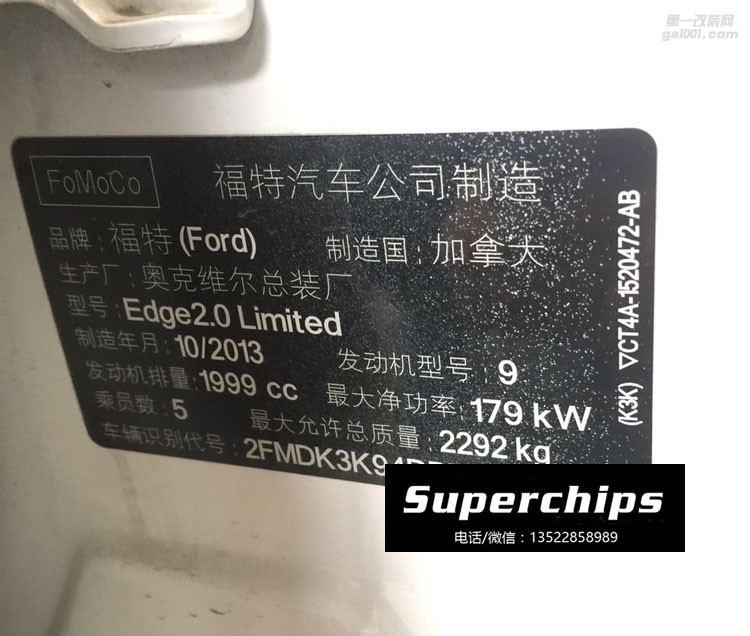 第一改装网
gai001.com
FoMoCo
福特汽车公司制造
品牌:福特(Ford) 制造国:加拿大
生产厂:奥克维尔总装厂
型号:Edge2.0 Limited
制造年月:10/2013 发动机型号:9
发动机排量:1999 cc 最大净功率:179 kW
乘员数:5 最大允许总质量:2292 kg
车辆识别代号:2FMDK3K94D
(K3K) ▽CT4A-1520472-AB
Superchips
电话/微信:13522858989